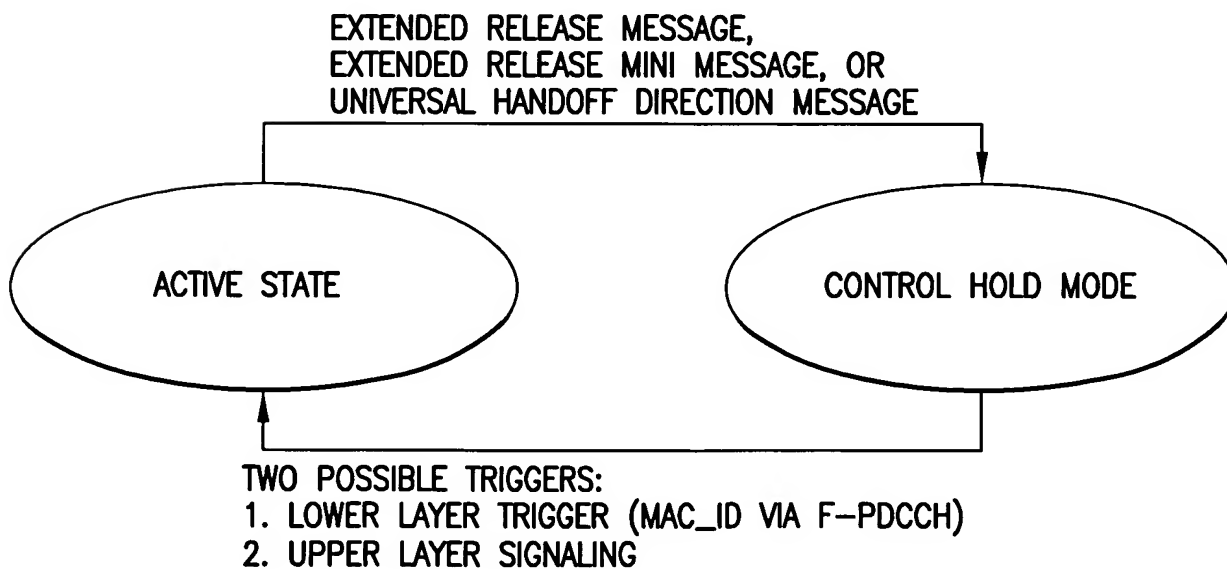 EXTENDED RELEASE MESSAGE,
EXTENDED RELEASE MINI MESSAGE, OR
UNIVERSAL HANDOFF DIRECTION MESSAGE
ACTIVE STATE
CONTROL HOLD MODE
TWO POSSIBLE TRIGGERS:
1. LOWER LAYER TRIGGER (MAC_ID VIA F-PDCCH)
2. UPPER LAYER SIGNALING